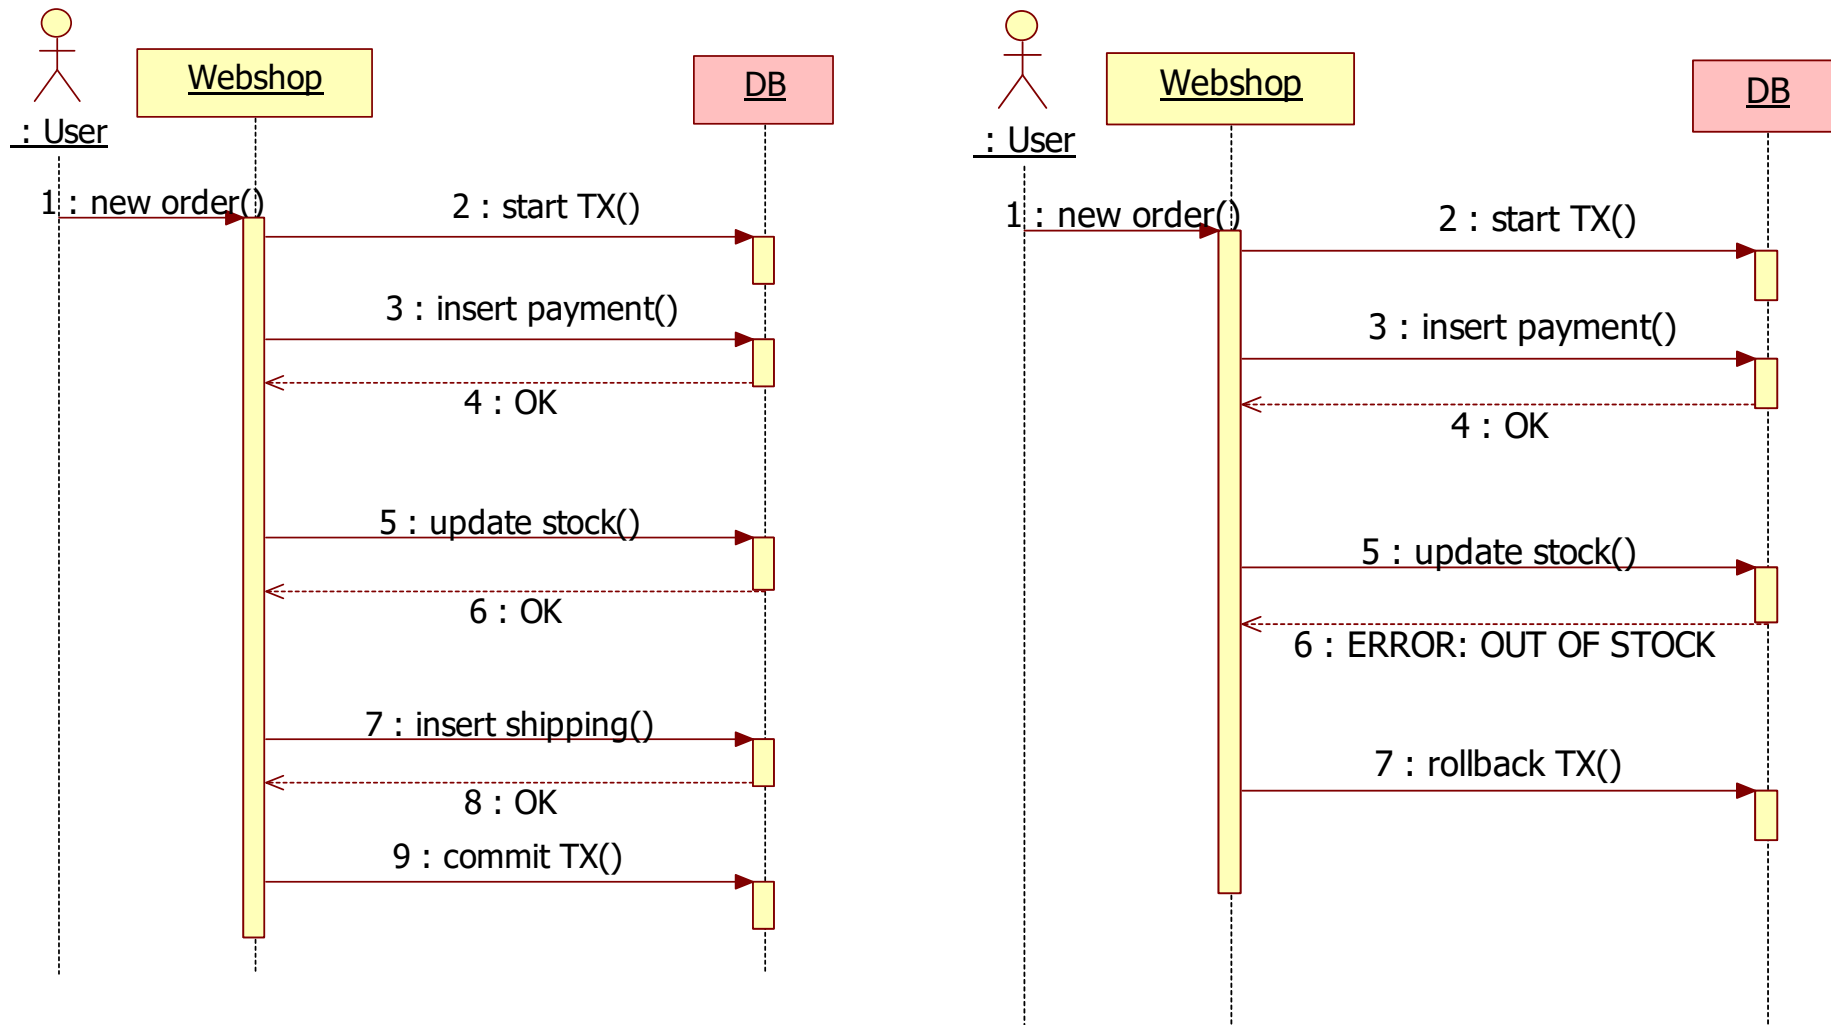 Webshop
DB
: User
1 : new order()
2 : start TX()
3 : insert payment()
4 : OK
5 : update stock()
6 : OK
7 : insert shipping()
8 : OK
9 : commit TX()
Webshop
DB
: User
1 : new order()
2 : start TX()
3 : insert payment()
4 : OK
5 : update stock()
6 : ERROR: OUT OF STOCK
7 : rollback TX()